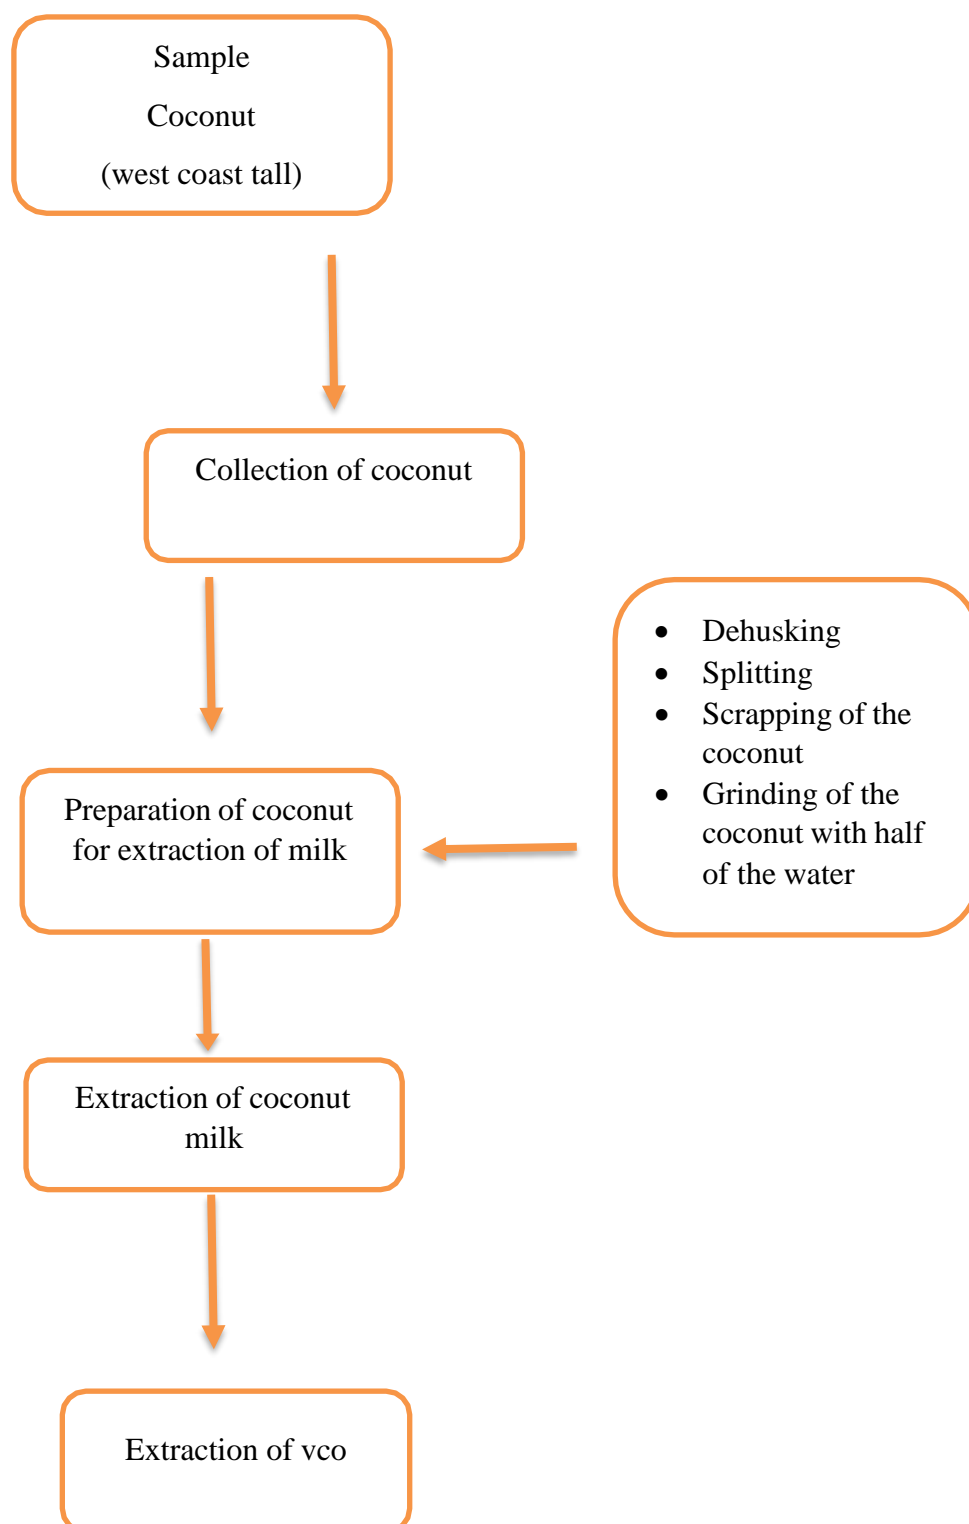 Sample
Coconut
(west coast tall)
Collection of coconut
• Dehusking
• Splitting
• Scrapping of the
coconut
• Grinding of the
coconut with half
of the water
Preparation of coconut
for extraction of milk
Extraction of coconut
milk
Extraction of vco